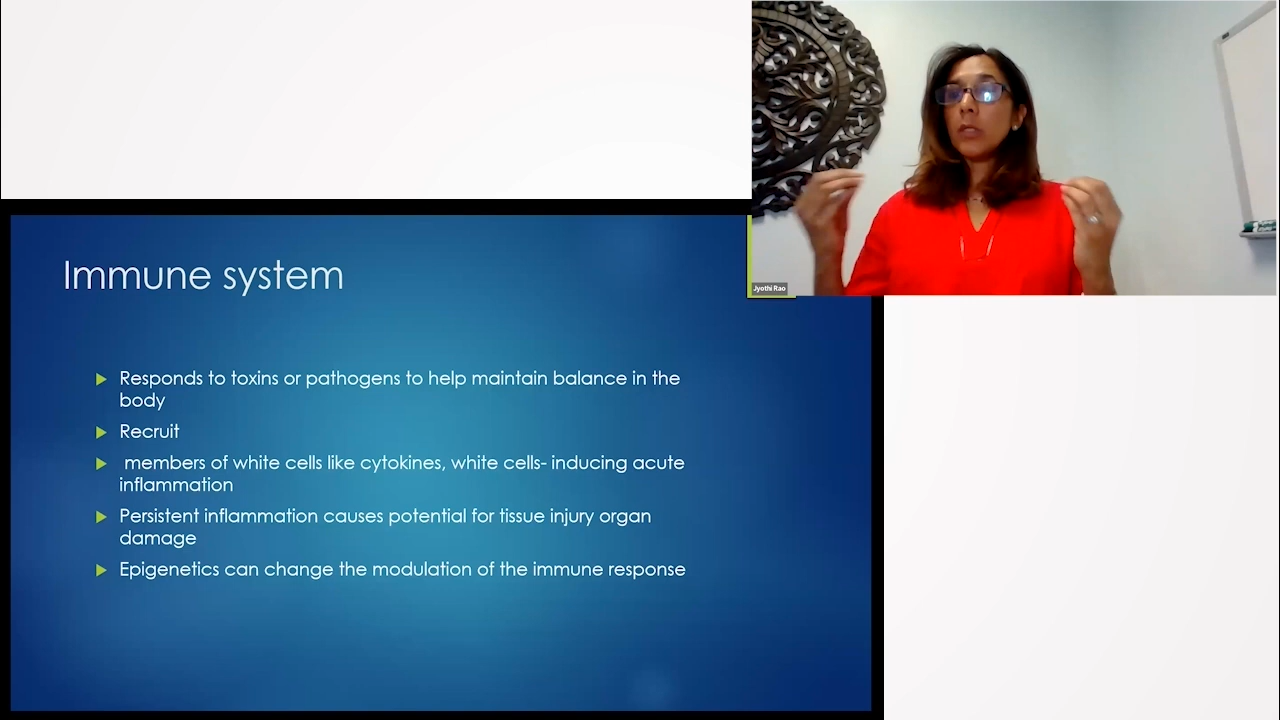 Jyothi Rao
Immune system
Responds to toxins or pathogens to help maintain balance in the
body
Recruit
members of white cells like cytokines, white cells- inducing acute
inflammation
Persistent inflammation causes potential for tissue injury organ
damage
Epigenetics can change the modulation of the immune response